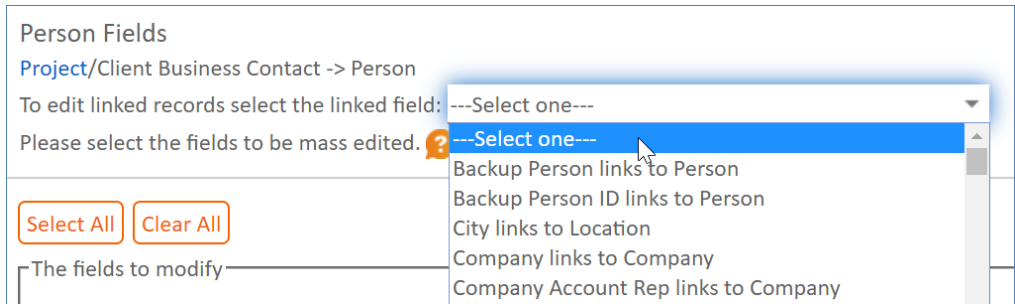 Person Fields
Project/Client Business Contact -> Person
To edit linked records select the linked field: ---Select one---
Please select the fields to be mass edited. ?
---Select one---
Backup Person links to Person
Backup Person ID links to Person
City links to Location
Company links to Company
Company Account Rep links to Company
Select All Clear All
The fields to modify